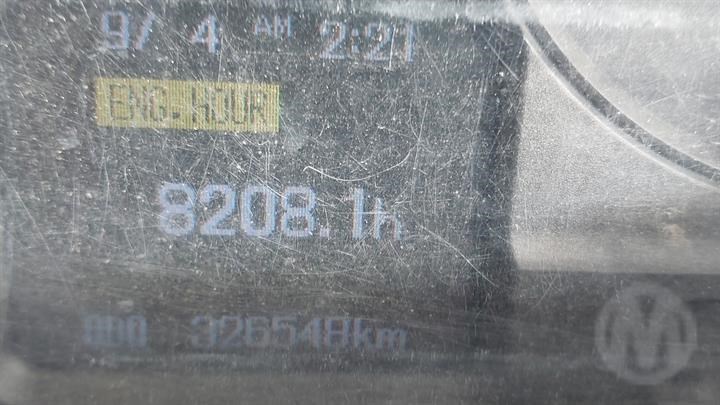 9/ 4 AM 2:21
ENG.HOUR
8208.1h
ODO 326548km
M